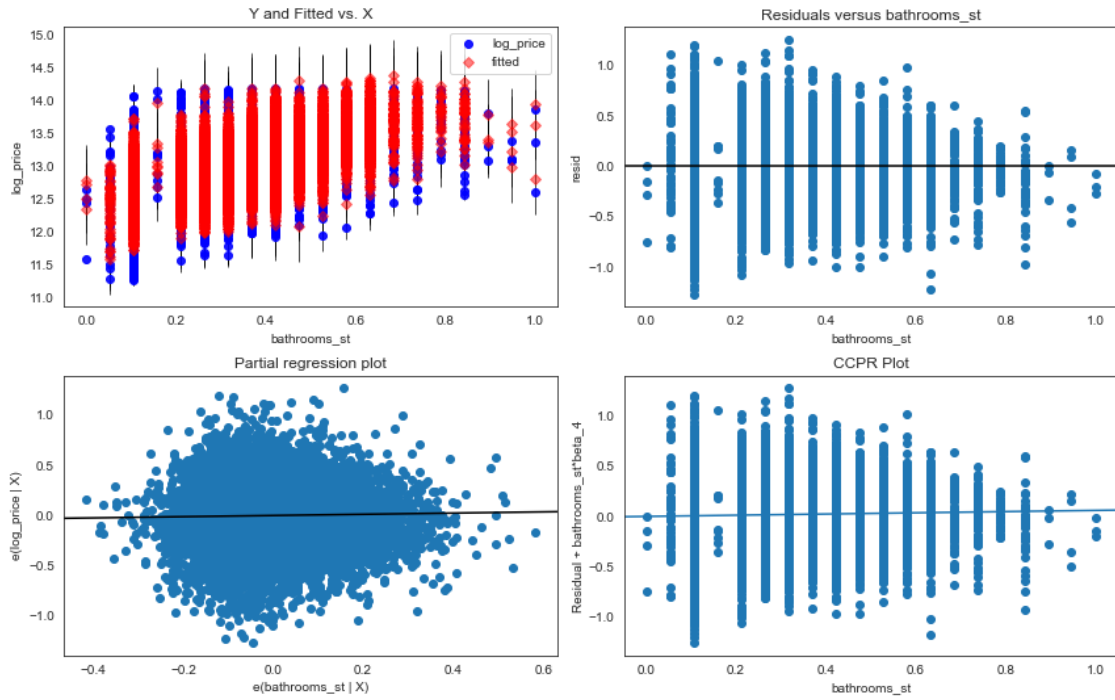 Y and Fitted vs. X
15.0
14.5
14.0
13.5
13.0
12.5
12.0
11.5
11.0
log_price
log_price
fitted
0.0 0.2 0.4 0.6 0.8 1.0
bathrooms_st
Residuals versus bathrooms_st
1.0
0.5
0.0
-0.5
-1.0
resid
0.0 0.2 0.4 0.6 0.8 1.0
bathrooms_st
Partial regression plot
1.0
0.5
0.0
-0.5
-1.0
e(log_price | X)
-0.4 -0.2 0.0 0.2 0.4 0.6
e(bathrooms_st | X)
CCPR Plot
1.0
0.5
0.0
-0.5
-1.0
Residual + bathrooms_st*beta_4
0.0 0.2 0.4 0.6 0.8 1.0
bathrooms_st